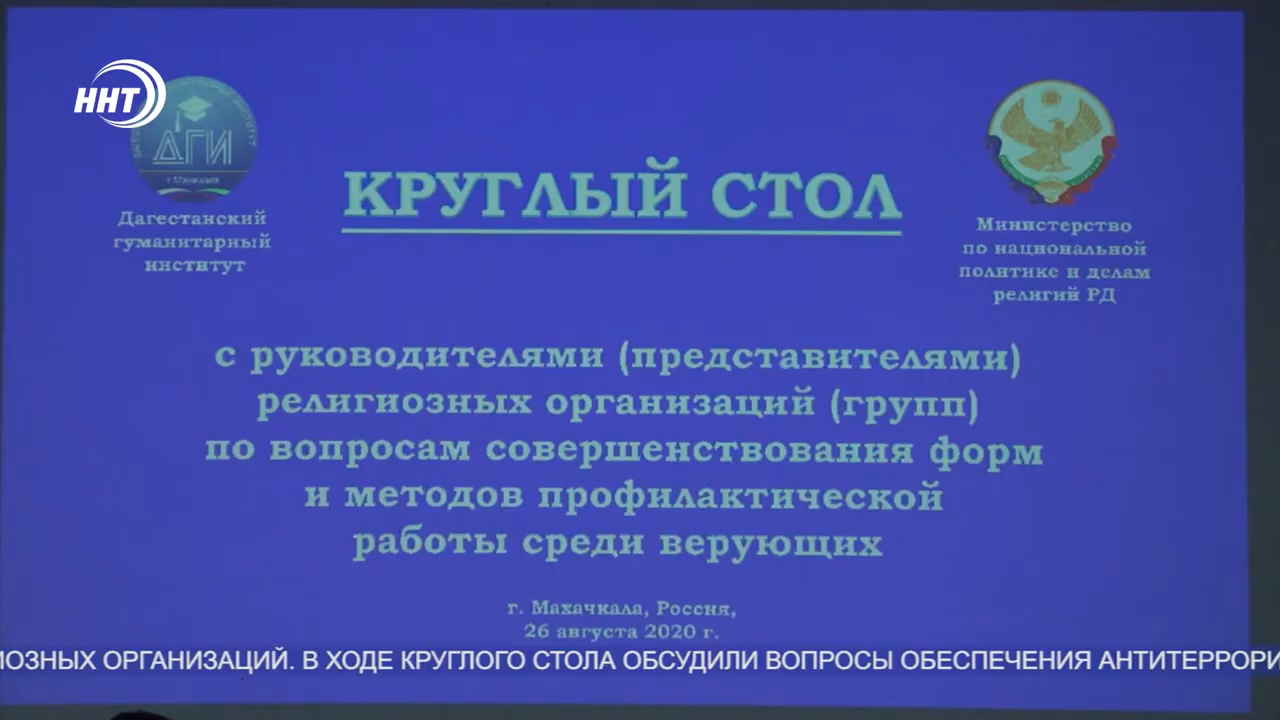 ННТ
ДГИ
г. Махачкала
Дагестанский
гуманитарный
институт
КРУГЛЫЙ СТОЛ
Министерство
по национальной
политике и делам
религий РД
с руководителями (представителями)
религиозных организаций (групп)
по вопросам совершенствования форм
и методов профилактической
работы среди верующих
г. Махачкала, Россия,
26 августа 2020 г.
ИОЗНЫХ ОРГАНИЗАЦИЙ. В ХОДЕ КРУГЛОГО СТОЛА ОБСУДИЛИ ВОПРОСЫ ОБЕСПЕЧЕНИЯ АНТИТЕРРОРИ